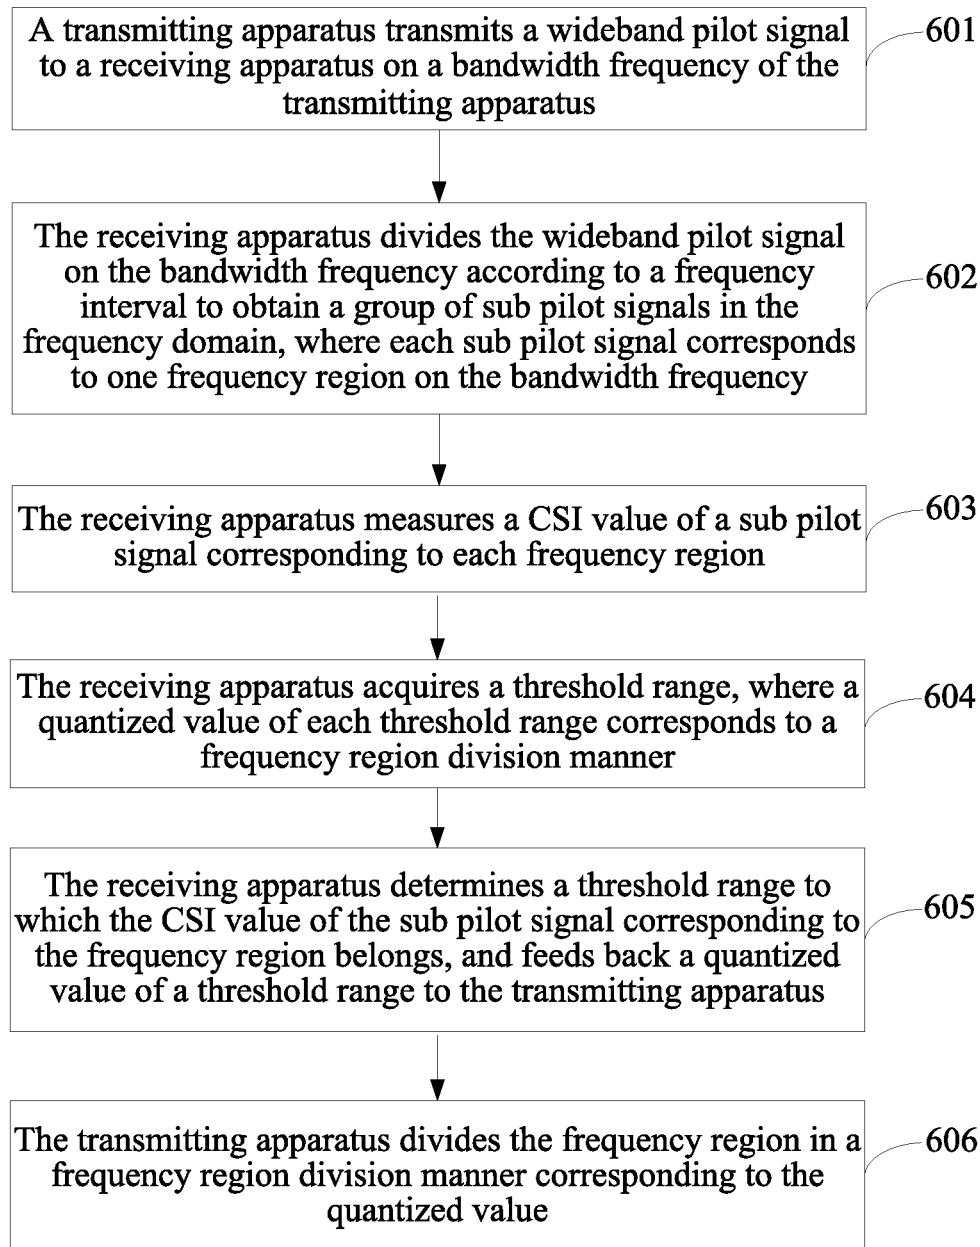 A transmitting apparatus transmits a wideband pilot signal
to a receiving apparatus on a bandwidth frequency of the
transmitting apparatus
601
The receiving apparatus divides the wideband pilot signal
on the bandwidth frequency according to a frequency
interval to obtain a group of sub pilot signals in the
frequency domain, where each sub pilot signal corresponds
to one frequency region on the bandwidth frequency
602
The receiving apparatus measures a CSI value of a sub pilot
signal corresponding to each frequency region
603
The receiving apparatus acquires a threshold range, where a
quantized value of each threshold range corresponds to a
frequency region division manner
604
The receiving apparatus determines a threshold range to
which the CSI value of the sub pilot signal corresponding to
the frequency region belongs, and feeds back a quantized
value of a threshold range to the transmitting apparatus
605
The transmitting apparatus divides the frequency region in a
frequency region division manner corresponding to the
quantized value
606